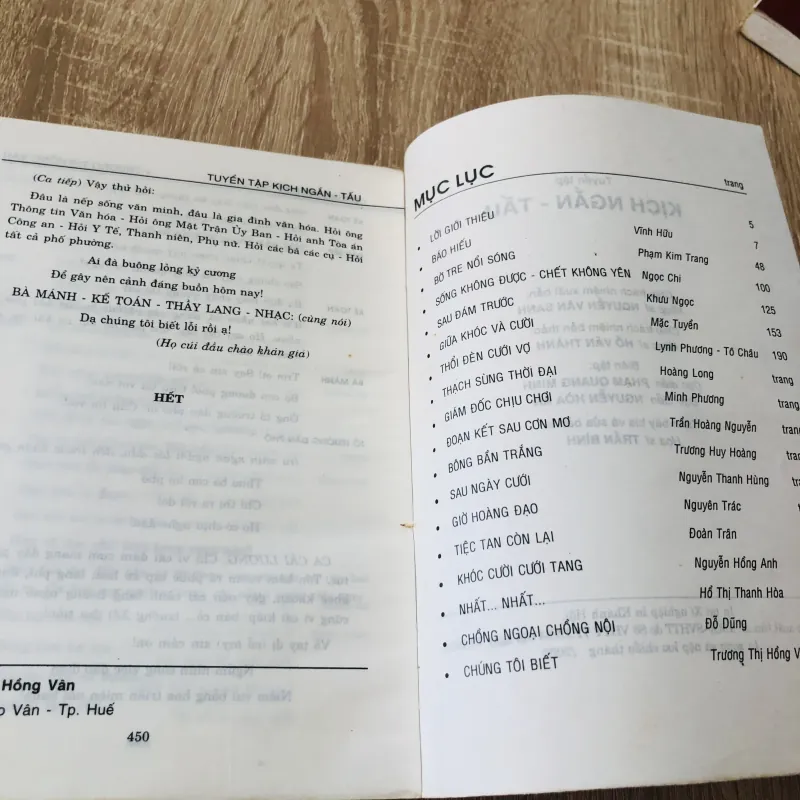 TUYỂN TẬP KỊCH NGẮN - TẤU
(Ca tiếp) Vậy thử hỏi:
Đâu là nếp sống văn minh, đâu là gia đình văn hóa. Hỏi ông
Thông tin Văn hóa - Hỏi ông Mặt Trận Ủy Ban - Hỏi anh Tòa án
Công an - Hỏi Y Tế, Thanh niên, Phụ nữ. Hỏi các bà các cụ - Hỏi
tất cả phố phường.
Ai đã buông lỏng kỷ cương
Để gây nên cảnh đáng buồn hôm nay!
BÀ MÁNH - KẾ TOÁN - THẦY LANG - NHẠC: (cùng nói)
Dạ chúng tôi biết lỗi rồi ạ!
(Họ cúi đầu chào khán giả)
HẾT
Hồng Vân
Vân - Tp. Huế
450
MỤC LỤC
trang
LỜI GIỚI THIỆU 5
BÁO HIẾU Vĩnh Hữu 7
BỜ TRE NỔI SÓNG Phạm Kim Trang 48
SỐNG KHÔNG ĐƯỢC - CHẾT KHÔNG YÊN Ngọc Chi 100
SAU ĐÁM TRƯỚC Khưu Ngọc 125
GIỮA KHÓC VÀ CƯỜI Mặc Tuyền 153
THỔI ĐÈN CƯỚI VỢ Lynh Phương - Tô Châu 190
THẠCH SÙNG THỜI ĐẠI Hoàng Long trang
GIÁM ĐỐC CHỊU CHƠI Minh Phương trang
ĐOẠN KẾT SAU CƠN MƠ Trần Hoàng Nguyễn trang
BÔNG BẦN TRẮNG Trương Huy Hoàng
SAU NGÀY CƯỚI Nguyễn Thanh Hùng
GIỜ HOÀNG ĐẠO Nguyên Trác
TIỆC TAN CÒN LẠI Đoàn Trân
KHÓC CƯỜI CƯỚI TANG Nguyễn Hồng Anh
NHẤT... NHẤT... Hồ Thị Thanh Hòa
CHỒNG NGOẠI CHỒNG NỘI Đỗ Dũng
CHÚNG TÔI BIẾT Trương Thị Hồng